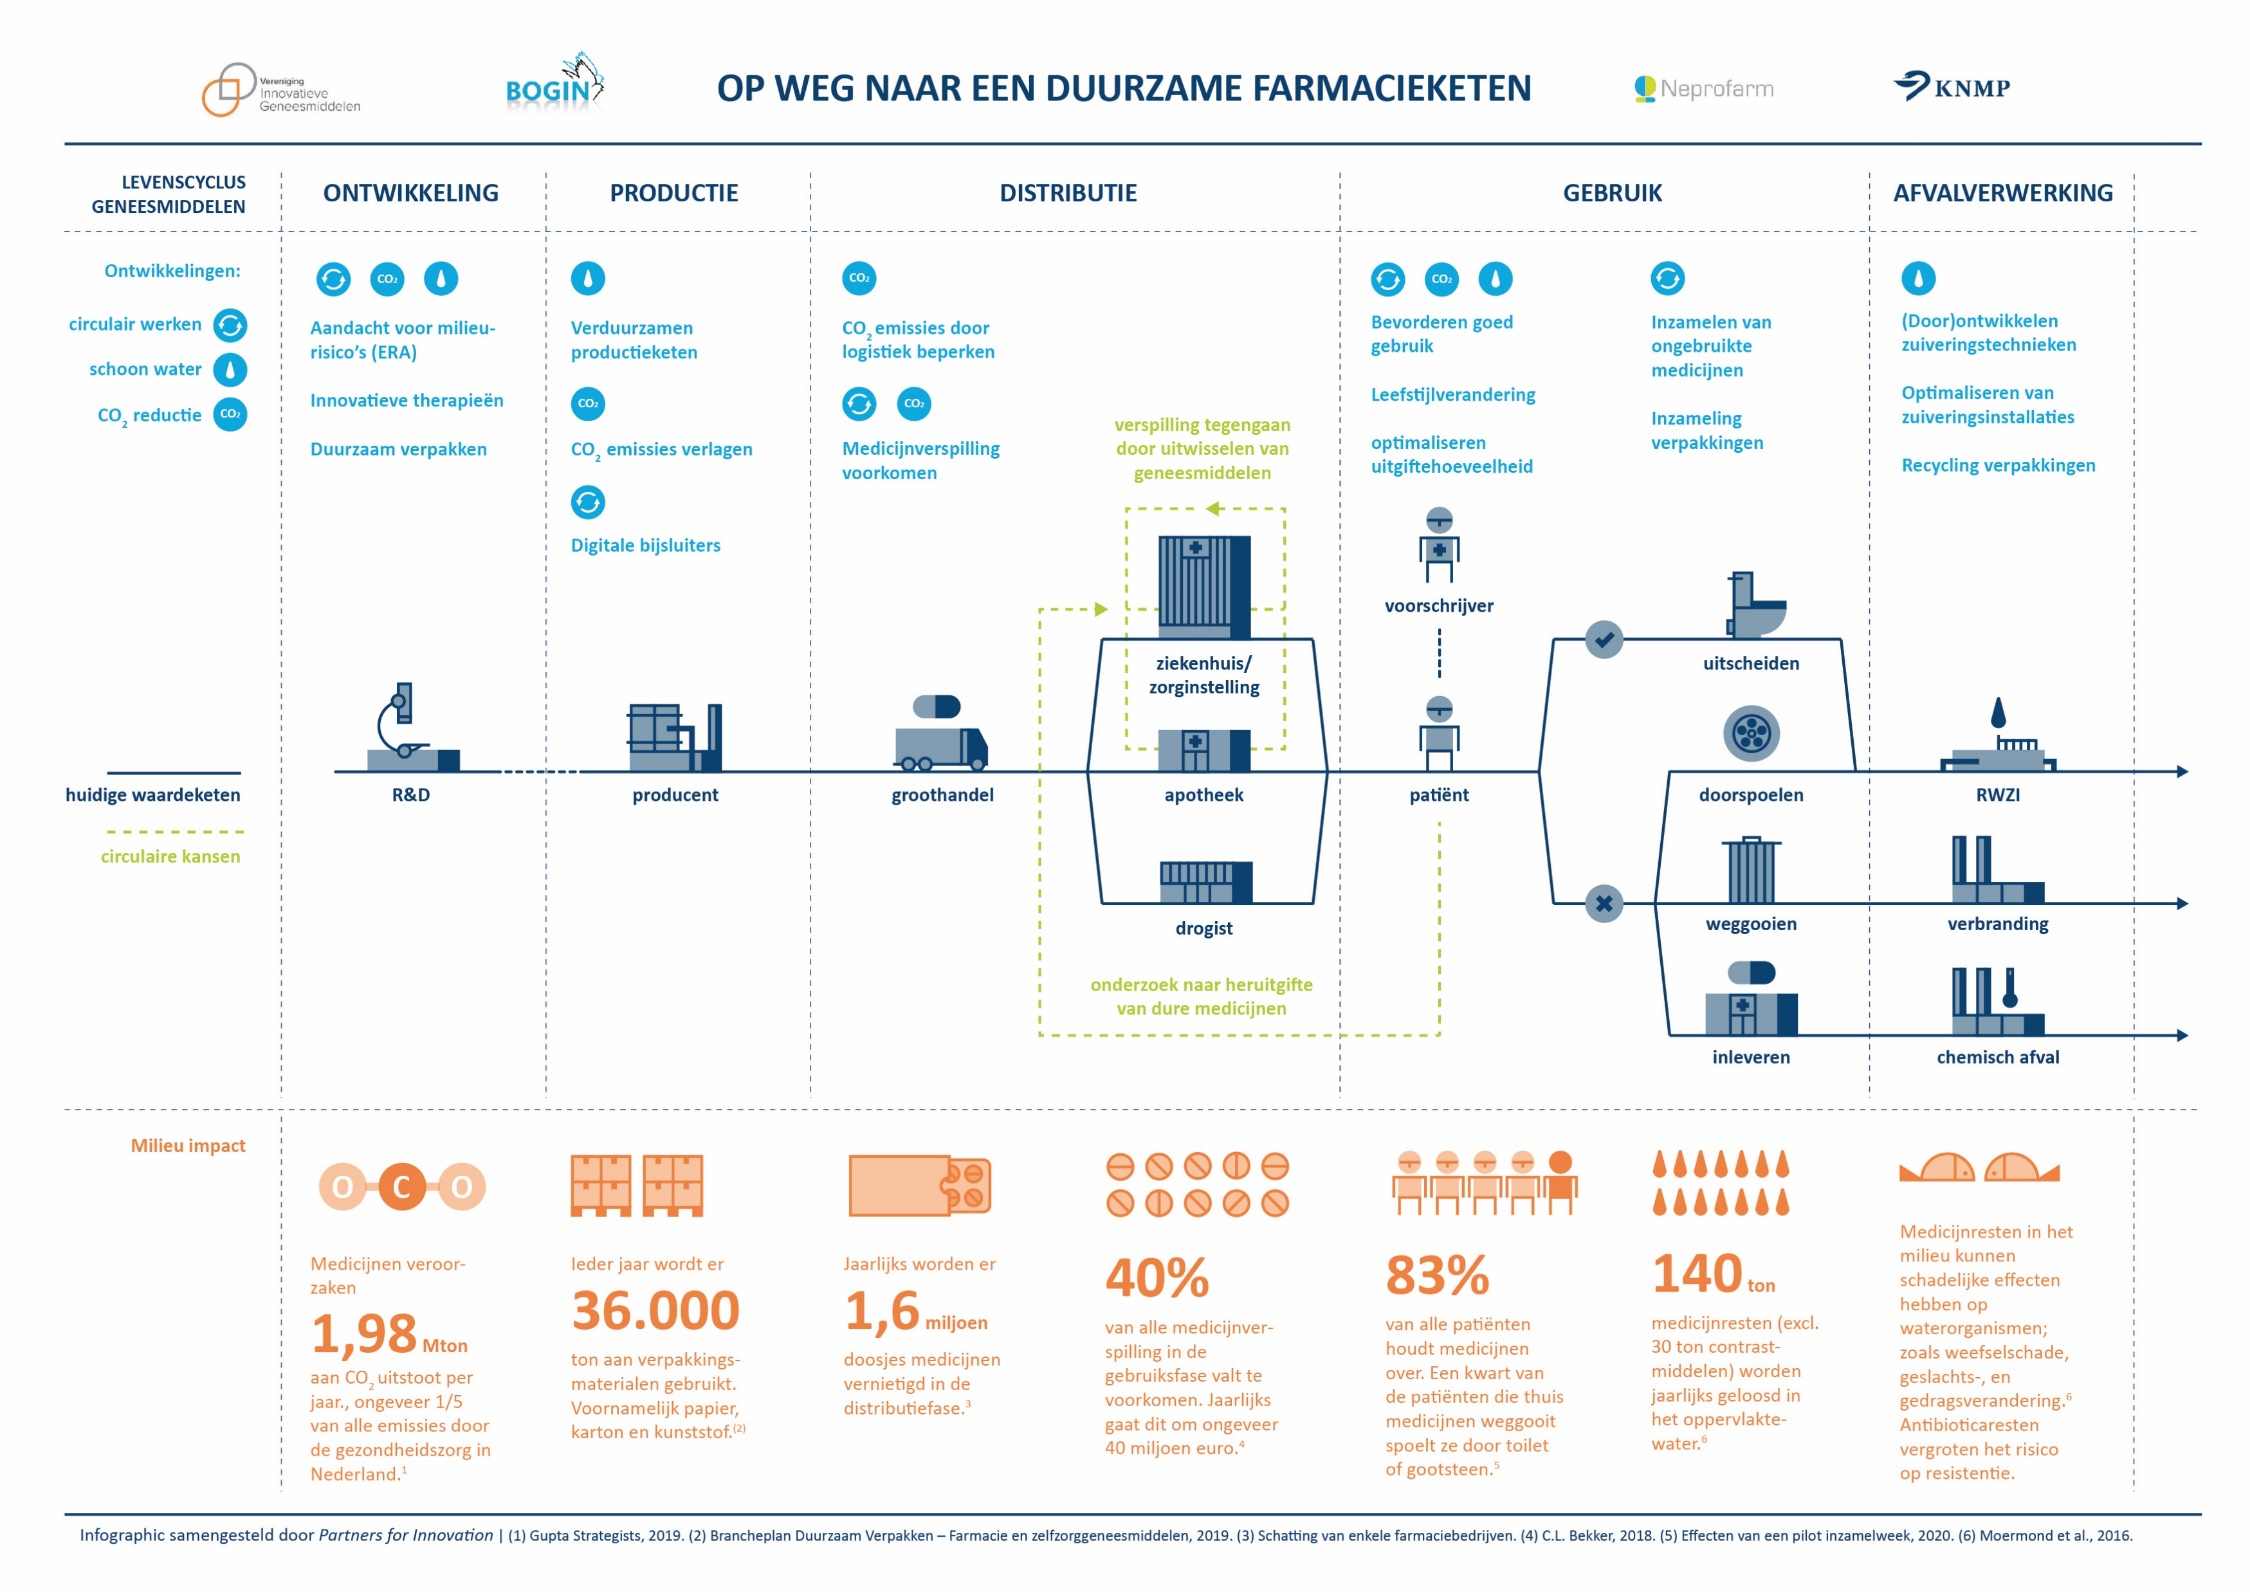 Vereniging
Innovatieve
Geneesmiddelen
BOGIN
OP WEG NAAR EEN DUURZAME FARMACIEKETEN
Neprofarm
KNMP
LEVENSCYCLUS
GENEESMIDDELEN
ONTWIKKELING
PRODUCTIE
DISTRIBUTIE
GEBRUIK
AFVALVERWERKING
Ontwikkelingen:
circulair werken
schoon water
CO₂ reductie
CO₂
CO₂
Aandacht voor milieu-
risico's (ERA)
Innovatieve therapieën
Duurzaam verpakken
Verduurzamen
productieketen
CO₂
CO₂ emissies verlagen
Digitale bijsluiters
CO₂
CO₂ emissies door
logistiek beperken
CO₂
Medicijnverspilling
voorkomen
verspilling tegengaan
door uitwisselen van
geneesmiddelen
CO₂
Bevorderen goed
gebruik
Leefstijlverandering
optimaliseren
uitgiftehoeveelheid
Inzamelen van
ongebruikte
medicijnen
Inzameling
verpakkingen
(Door)ontwikkelen
zuiveringstechnieken
Optimaliseren van
zuiveringsinstallaties
Recycling verpakkingen
huidige waardeketen
circulaire kansen
R&D
producent
groothandel
ziekenhuis/
zorginstelling
apotheek
drogist
onderzoek naar heruitgifte
van dure medicijnen
voorschrijver
patiënt
uitscheiden
doorspoelen
weggooien
inleveren
RWZI
verbranding
chemisch afval
Milieu impact
O C O
Medicijnen veroor-
zaken
1,98 Mton
aan CO₂ uitstoot per
jaar., ongeveer 1/5
van alle emissies door
de gezondheidszorg in
Nederland.¹
Ieder jaar wordt er
36.000
ton aan verpakkings-
materialen gebruikt.
Voornamelijk papier,
karton en kunststof.⁽²⁾
Jaarlijks worden er
1,6 miljoen
doosjes medicijnen
vernietigd in de
distributiefase.³
40%
van alle medicijnver-
spilling in de
gebruiksfase valt te
voorkomen. Jaarlijks
gaat dit om ongeveer
40 miljoen euro.⁴
83%
van alle patiënten
houdt medicijnen
over. Een kwart van
de patiënten die thuis
medicijnen weggooit
spoelt ze door toilet
of gootsteen.⁵
140 ton
medicijnresten (excl.
30 ton contrast-
middelen) worden
jaarlijks geloosd in
het oppervlakte-
water.⁶
Medicijnresten in het
milieu kunnen
schadelijke effecten
hebben op
waterorganismen;
zoals weefselschade,
geslachts-, en
gedragsverandering.⁶
Antibioticaresten
vergroten het risico
op resistentie.
Infographic samengesteld door Partners for Innovation | (1) Gupta Strategists, 2019. (2) Brancheplan Duurzaam Verpakken – Farmacie en zelfzorggeneesmiddelen, 2019. (3) Schatting van enkele farmaciebedrijven. (4) C.L. Bekker, 2018. (5) Effecten van een pilot inzamelweek, 2020. (6) Moermond et al., 2016.